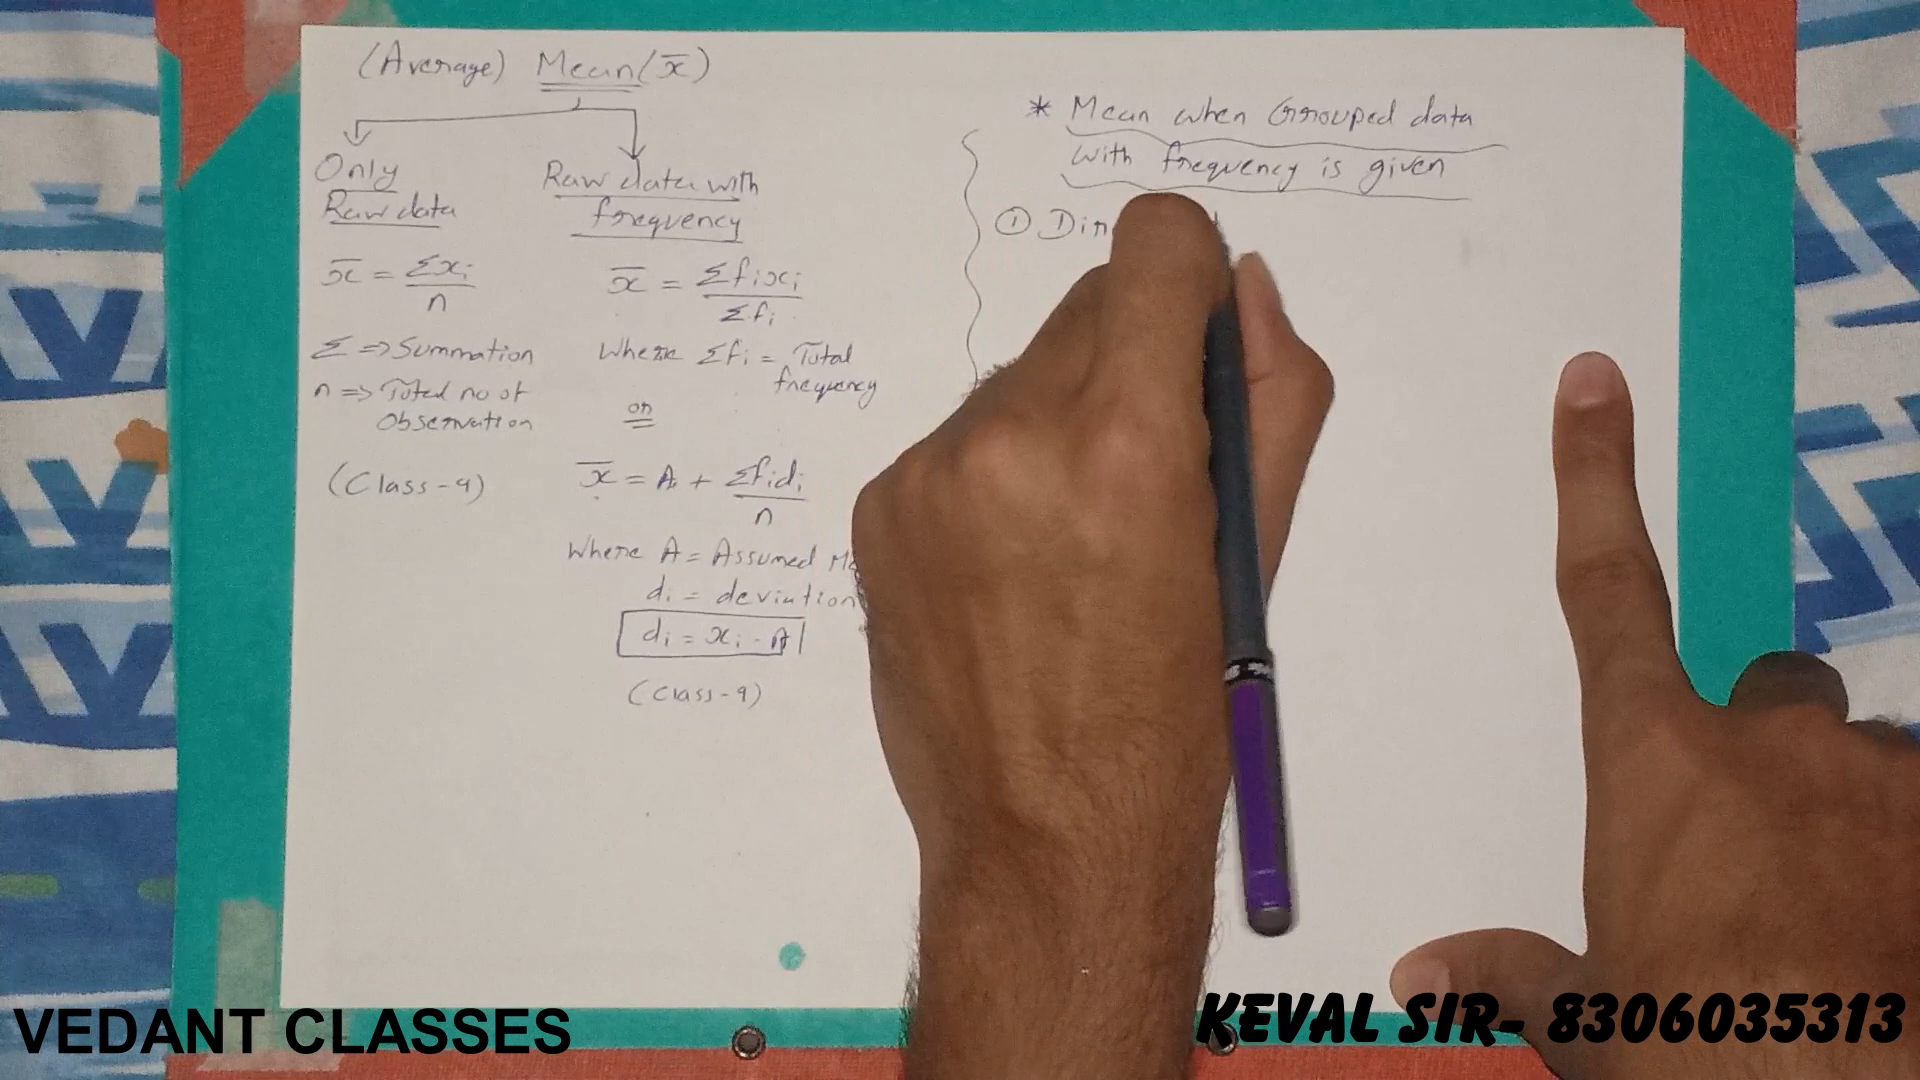 (Average) Mean (x̄)
Only
Raw data
x̄ = Σxi / n
Σ => Summation
n => Total no of
Observation
(Class-9)
Raw data with
frequency
x̄ = Σfixi / Σfi
Where Σfi = Total
frequency
or
x̄ = A + Σfidi / n
Where A = Assumed
di = deviation
di = xi - A
(Class-9)
* Mean when Grouped data
with frequency is given
①
VEDANT CLASSES
KEVAL SIR- 8306035313